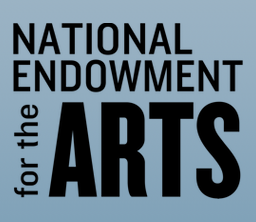 NATIONAL
ENDOWMENT
for the
ARTS